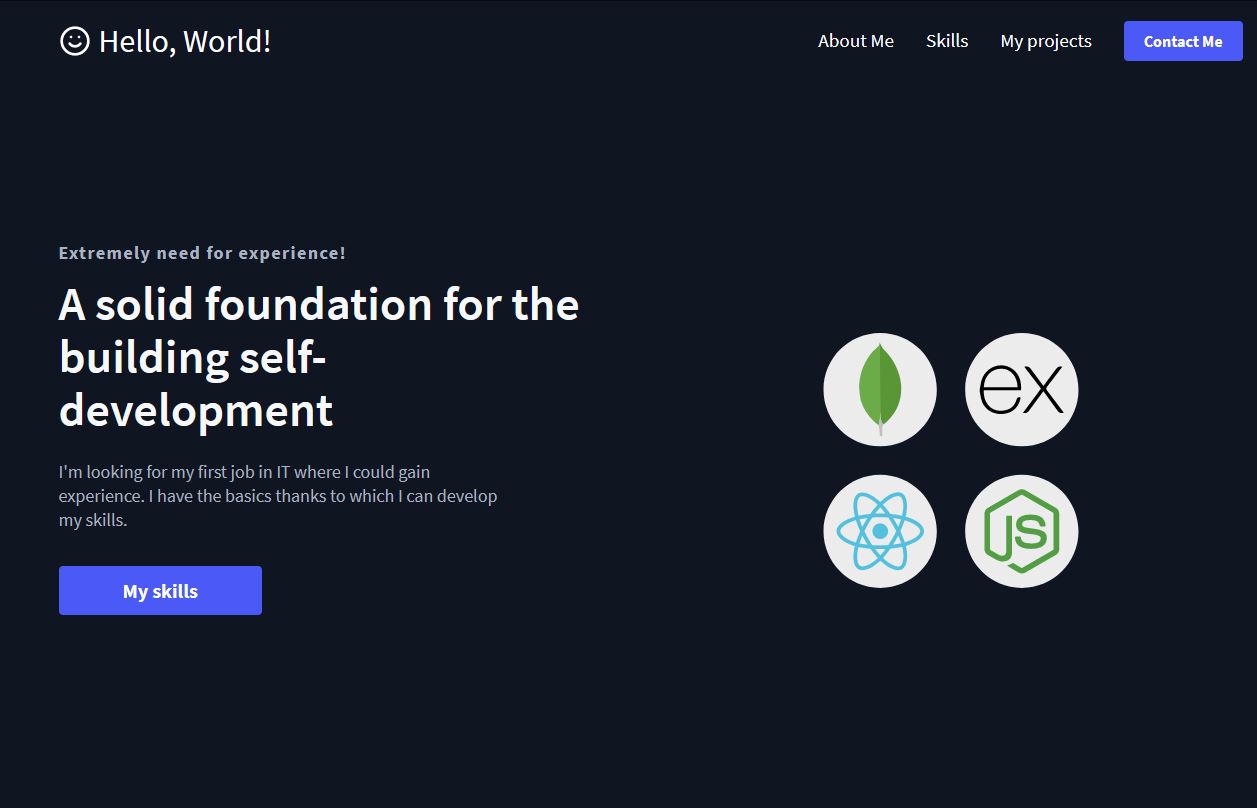 Hello, World!
About Me
Skills
My projects
Contact Me
Extremely need for experience!
A solid foundation for the
building self-
development
I'm looking for my first job in IT where I could gain
experience. I have the basics thanks to which I can develop
my skills.
My skills
ex
JS